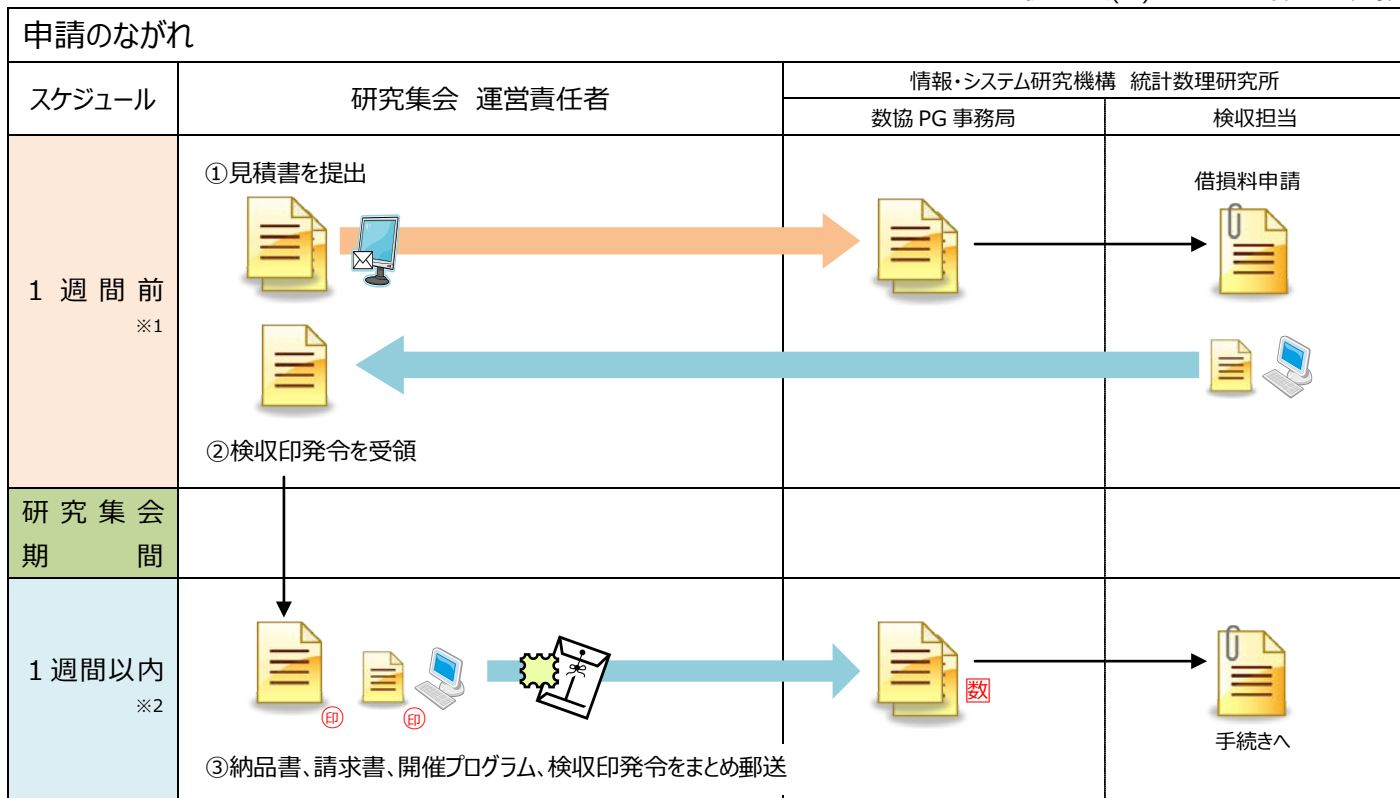 申請のながれ
スケジュール
研究集会 運営責任者
情報・システム研究機構 統計数理研究所
数協 PG 事務局
検収担当
1 週 間 前
※1
①見積書を提出
借損料申請
②検収印発令を受領
研 究 集 会
期 間
1 週間以内
※2
印
印
数
手続きへ
③納品書、請求書、開催プログラム、検収印発令をまとめ郵送